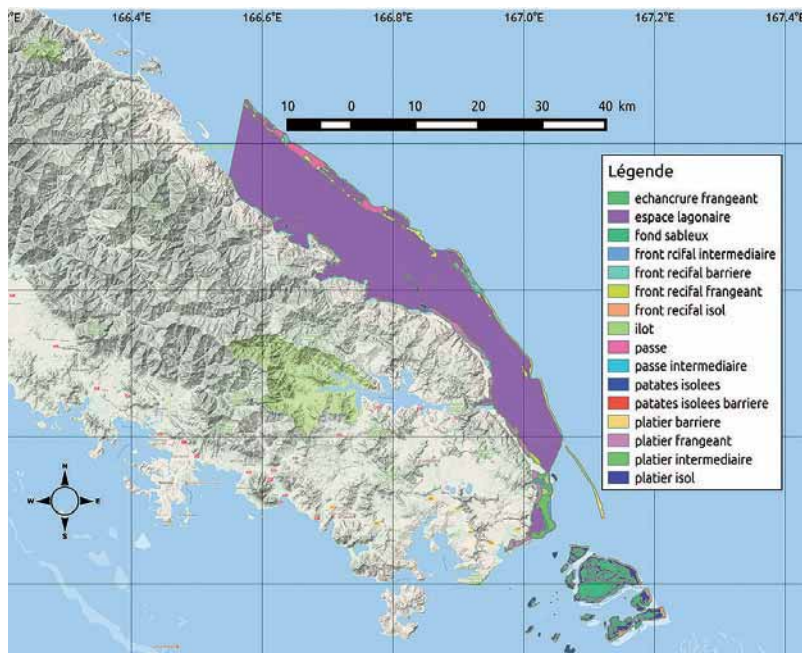 °E
166.4°E
166.6°E
166.8°E
167.0°E
167.2°E
167.4°E
10 0 10 20 30 40 km
Légende
echancrure frangeant
espace lagonaire
fond sableux
front rcifal intermediaire
front recifal barriere
front recifal frangeant
front recifal isol
ilot
passe
passe intermediaire
patates isolees
patates isolees barriere
platier barriere
platier frangeant
platier intermediaire
platier isol
N
W E
S